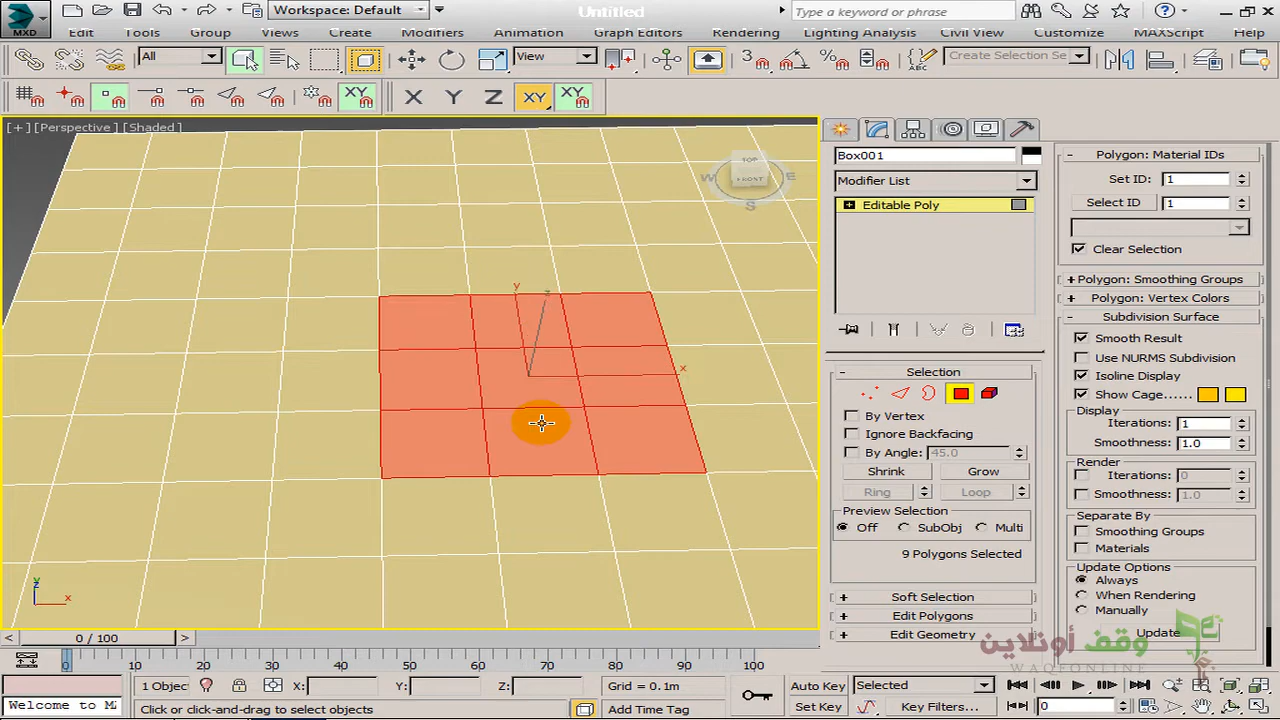 Workspace: Default
Untitled
Type a keyword or phrase
MXD
Edit Tools Group Views Create Modifiers Animation Graph Editors Rendering Lighting Analysis Civil View Customize MAXScript Help
All
View
3
Create Selection Se
X Y Z XY XY
[+] [Perspective] [Shaded]
TOP
FRONT
W E
S
y
z
x
z
x
Box001
Modifier List
Editable Poly
Selection
By Vertex
Ignore Backfacing
By Angle: 45.0
Shrink Grow
Ring Loop
Preview Selection
Off SubObj Multi
9 Polygons Selected
Soft Selection
Edit Polygons
Edit Geometry
Polygon: Material IDs
Set ID: 1
Select ID 1
Clear Selection
Polygon: Smoothing Groups
Polygon: Vertex Colors
Subdivision Surface
Smooth Result
Use NURMS Subdivision
Isoline Display
Show Cage......
Display
Iterations: 1
Smoothness: 1.0
Render
Iterations: 0
Smoothness: 1.0
Separate By
Smoothing Groups
Materials
Update Options
Always
When Rendering
Manually
Update
وقف أونلاين
WAQFONLINE
0 / 100
0 10 20 30 40 50 60 70 80 90 100
1 Object
X: Y: Z:
Grid = 0.1m
Auto Key
Selected
Welcome to M
Click or click-and-drag to select objects
Add Time Tag
Set Key
Key Filters...
0